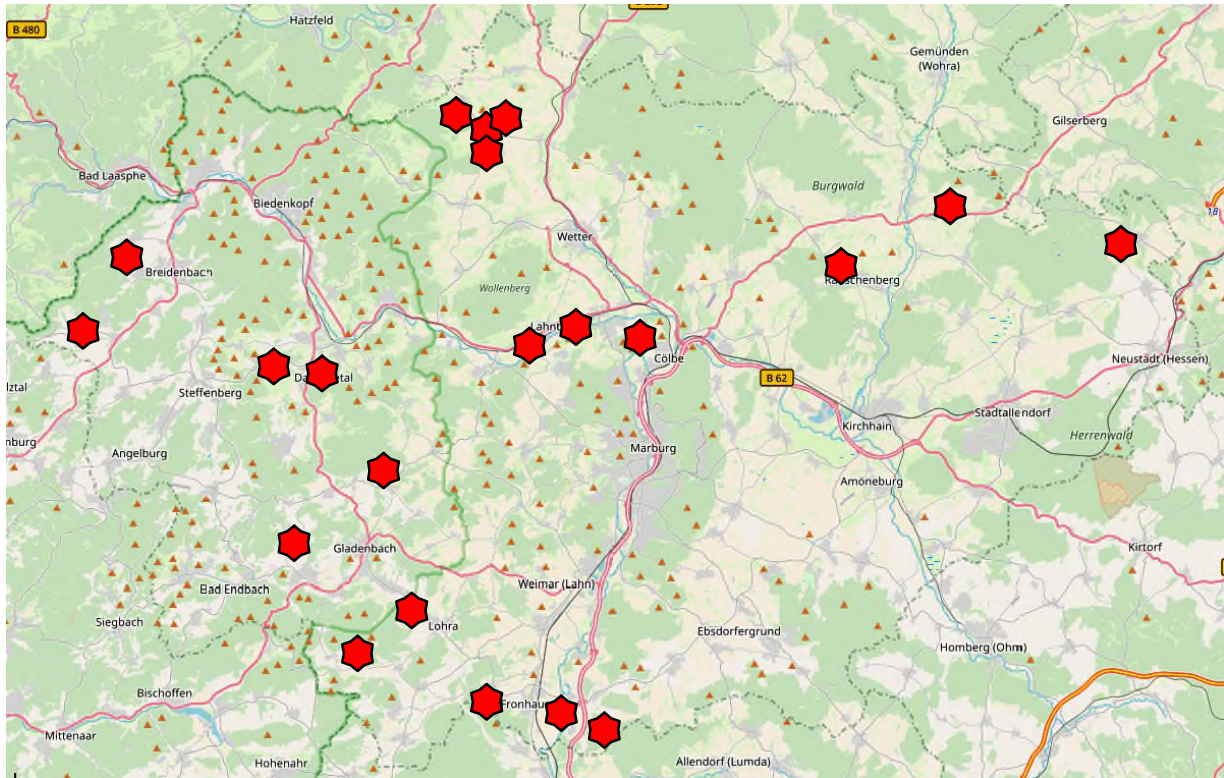 Hatzfeld
B 480
Gemünden
(Wohra)
Gilserberg
Bad Laasphe
Burgwald
Biedenkopf
18
Wetter
Breidenbach
Wollenberg
Lahnt
Cölbe
Neustadt (Hessen)
B 62
Steffenberg
Stadtallendorf
Kirchhain
Herrenwald
Marburg
Angelburg
Amöneburg
Gladenbach
Kirtorf
Weimar (Lahn)
Bad Endbach
Siegbach
Lohra
Ebsdorfergrund
Homberg (Ohm)
Bischoffen
Fronhau
Mittenaar
Hohenahr
Allendorf (Lumda)